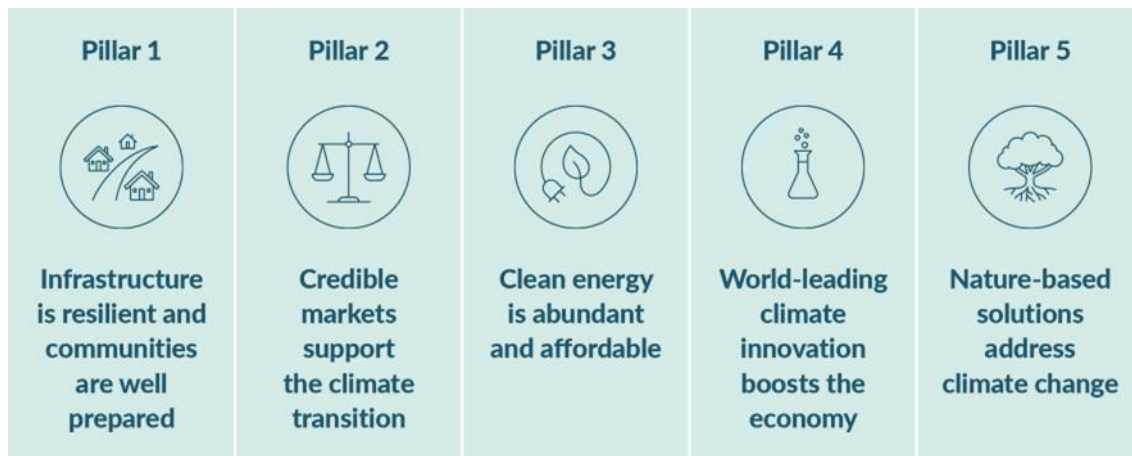 Pillar 1
Infrastructure
is resilient and
communities
are well
prepared
Pillar 2
Credible
markets
support
the climate
transition
Pillar 3
Clean energy
is abundant
and affordable
Pillar 4
World-leading
climate
innovation
boosts the
economy
Pillar 5
Nature-based
solutions
address
climate change